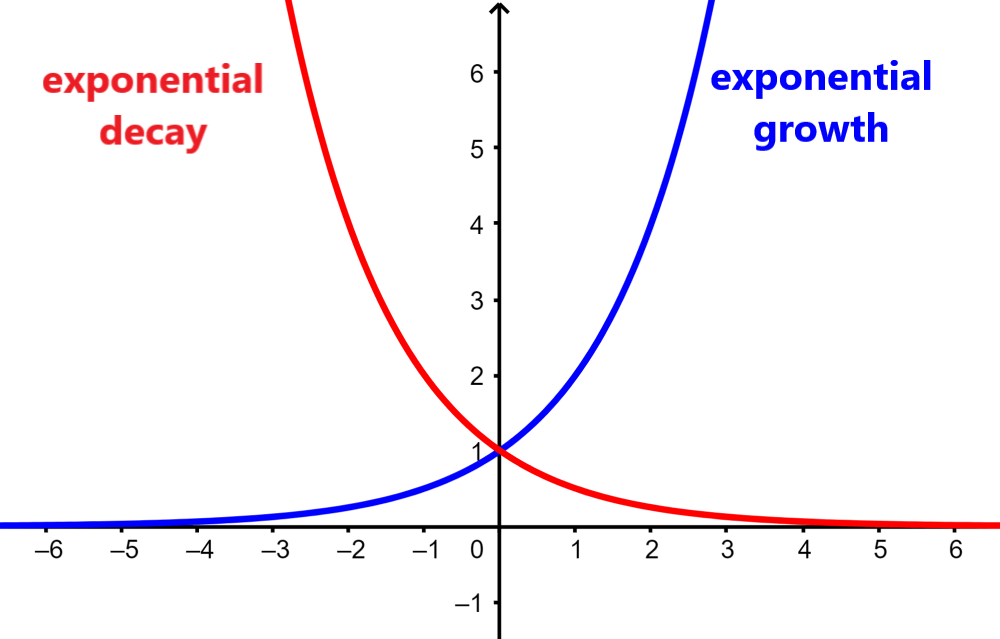 exponential
decay
exponential
growth
6
5
4
3
2
1
–6 –5 –4 –3 –2 –1 0 1 2 3 4 5 6
–1